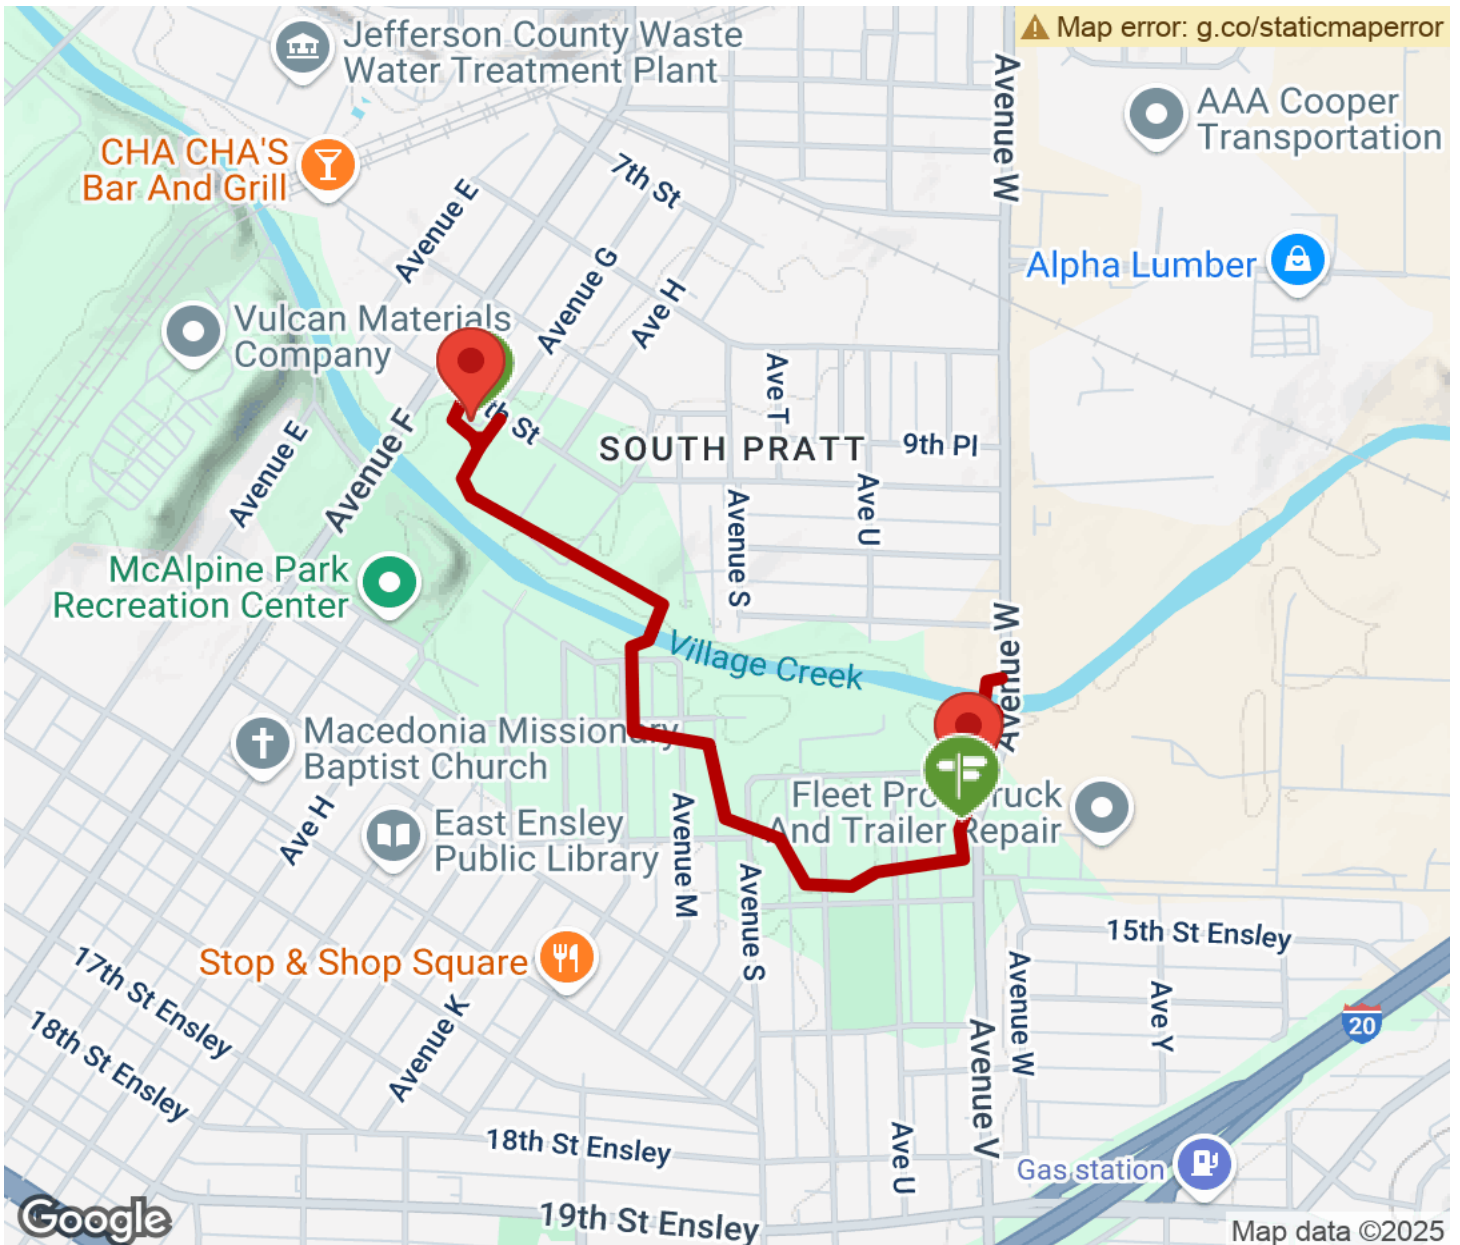 Map error: g.co/staticmaperror
Jefferson County Waste
Water Treatment Plant
AAA Cooper
Transportation
Avenue W
CHA CHA'S
Bar And Grill
7th St
Avenue E
Avenue G
Ave H
Alpha Lumber
Vulcan Materials
Company
Ave T
th St
SOUTH PRATT
9th Pl
Avenue F
Avenue E
Avenue S
Ave U
McAlpine Park
Recreation Center
Village Creek
Avenue W
Macedonia Missionary
Baptist Church
Fleet Pro Truck
And Trailer Repair
Ave H
East Ensley
Public Library
Avenue M
Avenue S
15th St Ensley
Stop & Shop Square
17th St Ensley
18th St Ensley
Avenue K
Avenue W
Ave Y
20
Avenue V
18th St Ensley
Ave U
Gas station
19th St Ensley
Google
Map data ©2025